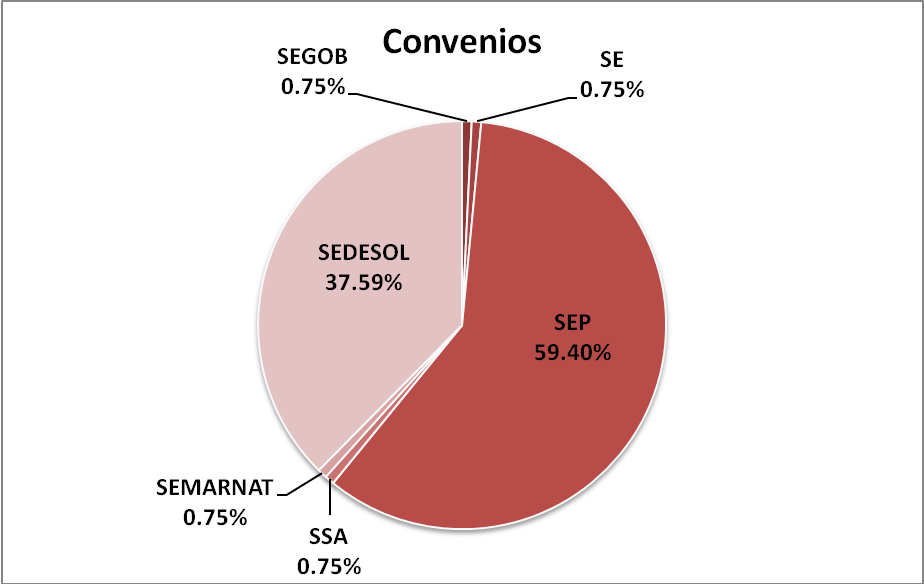 Convenios
SEGOB
0.75%
SE
0.75%
SEDESOL
37.59%
SEP
59.40%
SEMARNAT
0.75%
SSA
0.75%